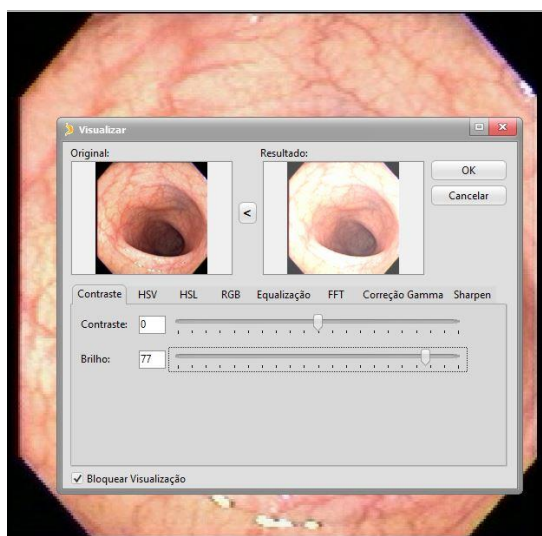 Visualizar
Original:
Resultado:
OK
<
Cancelar
Contraste HSV HSL RGB Equalização FFT Correção Gamma Sharpen
Contraste: 0
Brilho: 77
Bloquear Visualização